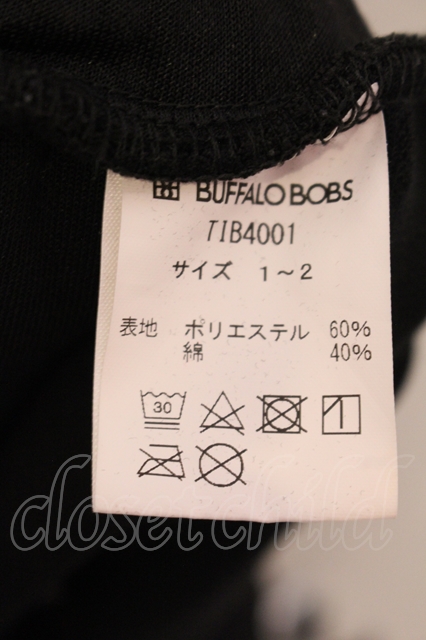 BUFFALO BOBS
TIB4001
サイズ 1～2
表地 ポリエステル 60%
綿 40%
30
closet child